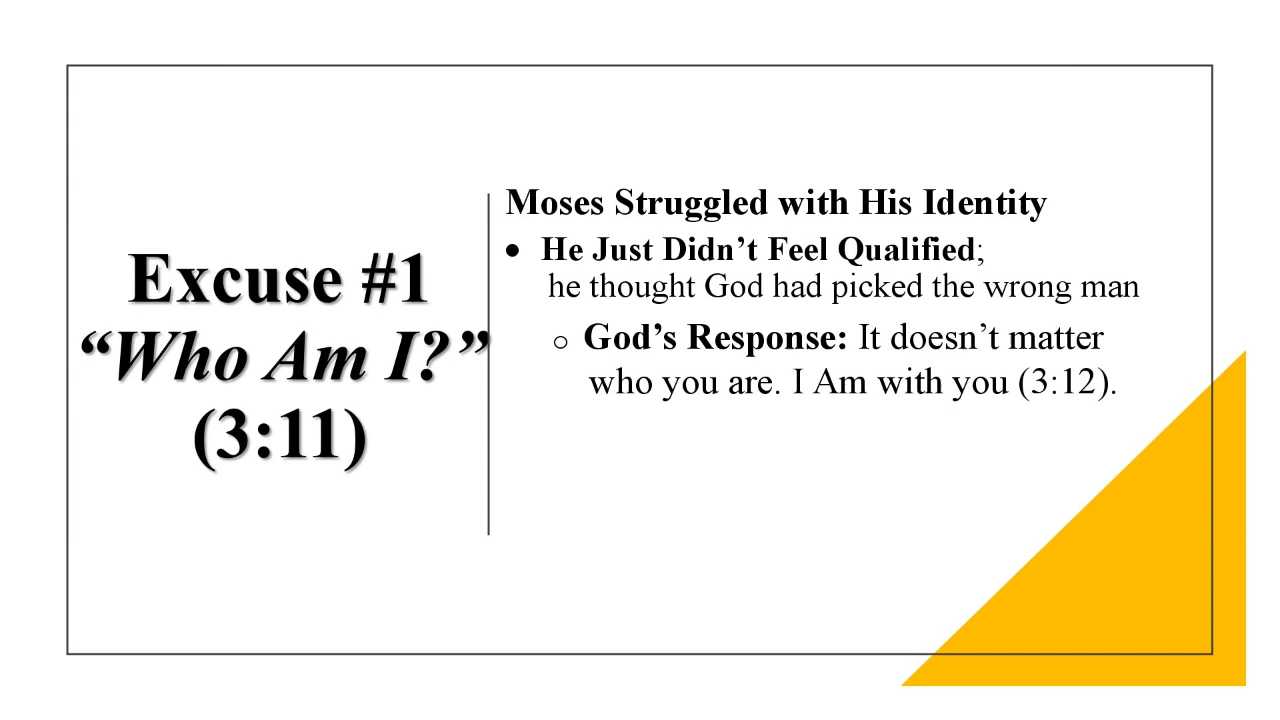 Excuse #1
“Who Am I?”
(3:11)
Moses Struggled with His Identity
• He Just Didn’t Feel Qualified;
he thought God had picked the wrong man
o God’s Response: It doesn’t matter
who you are. I Am with you (3:12).